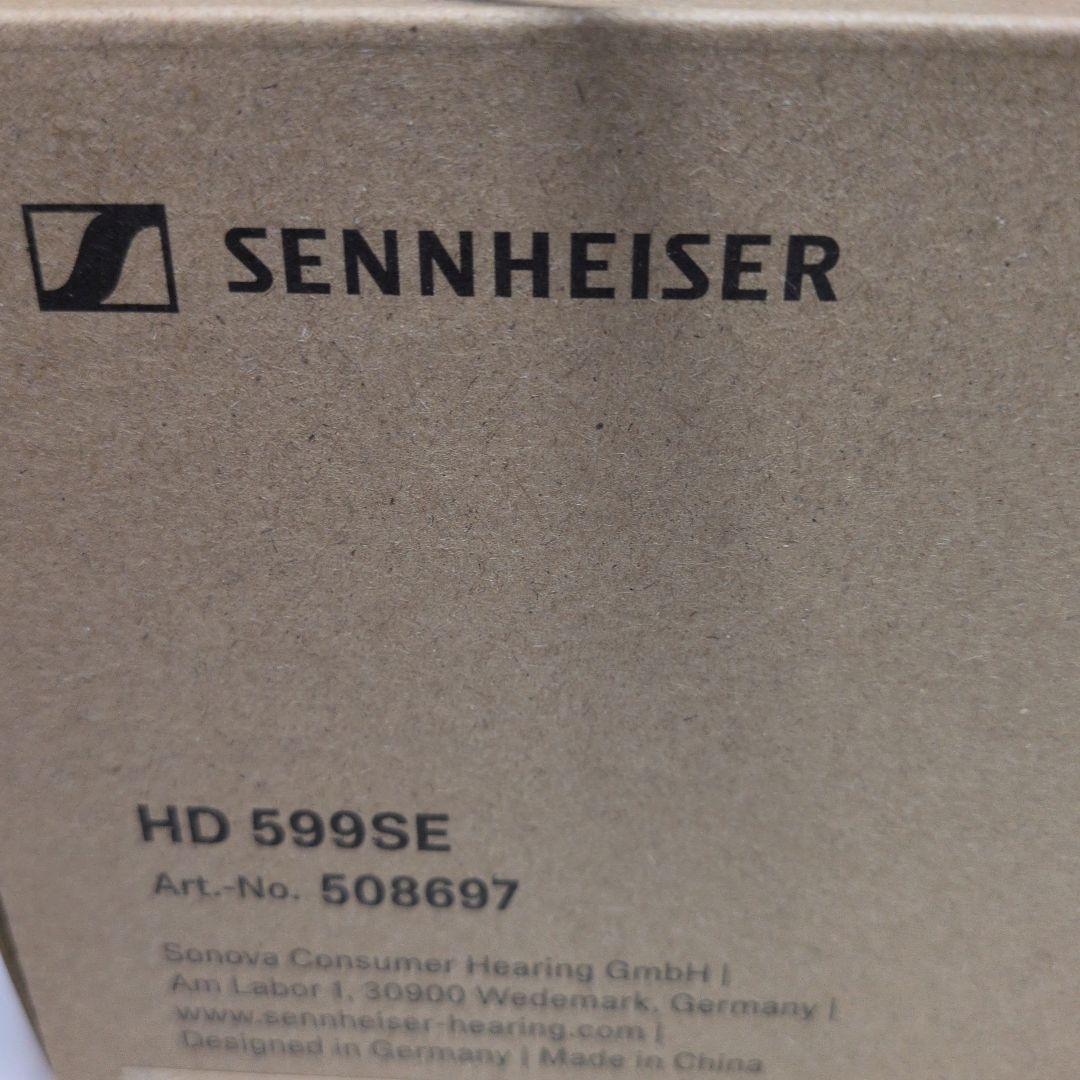 SENNHEISER
HD 599SE
Art.-No. 508697
Sonova Consumer Hearing GmbH |
Am Labor 1, 30900 Wedemark, Germany |
www.sennheiser-hearing.com |
Designed in Germany | Made in China